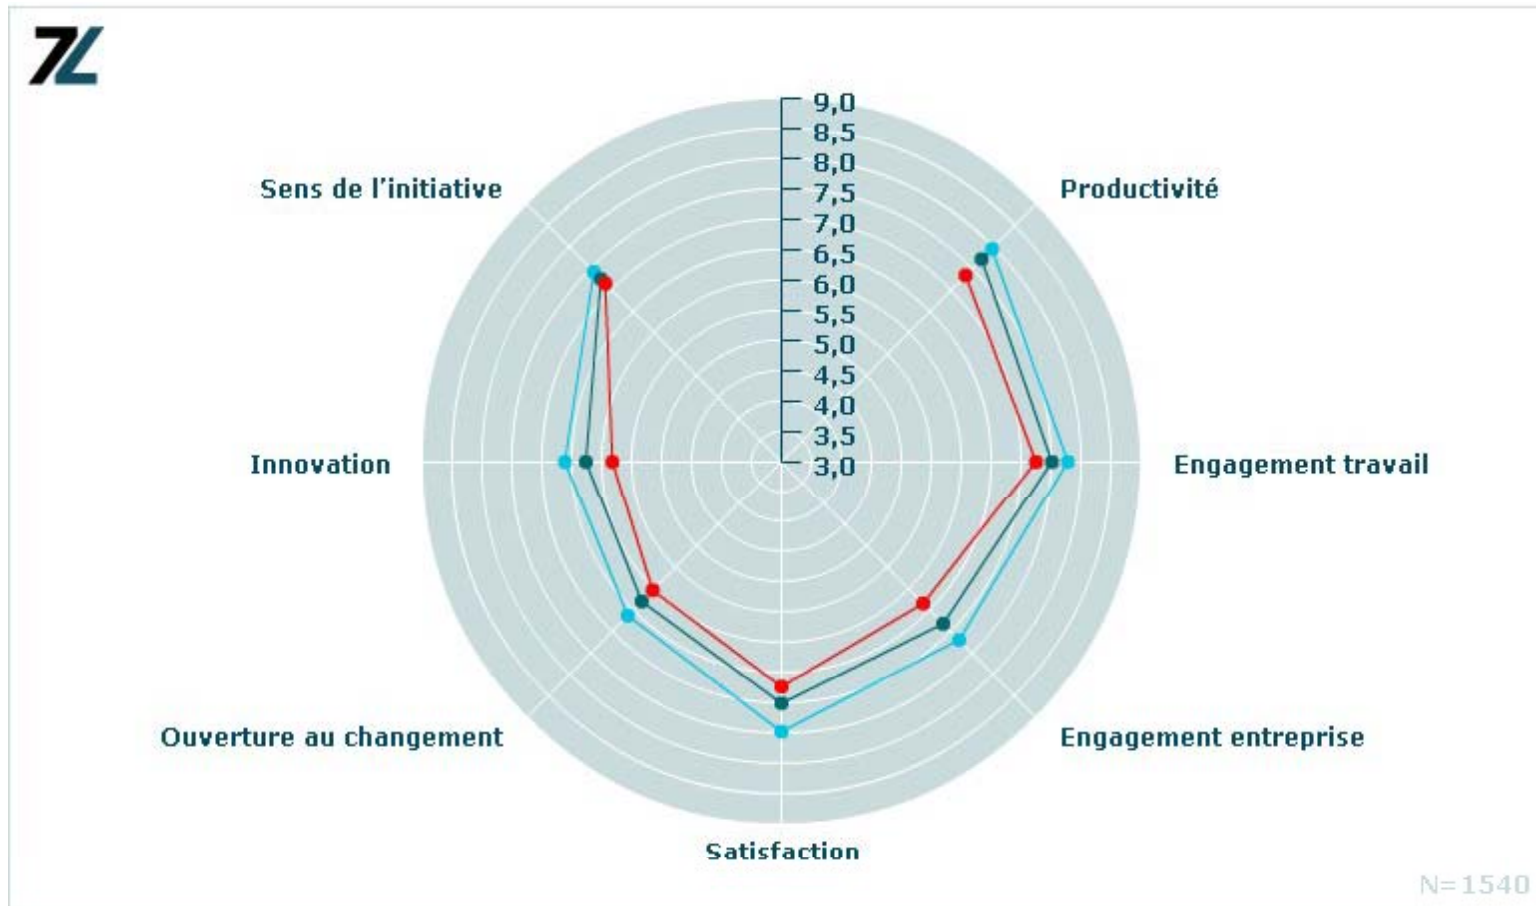 7L
9,0
8,5
8,0
7,5
7,0
6,5
6,0
5,5
5,0
4,5
4,0
3,5
3,0
Sens de l'initiative
Productivité
Innovation
Engagement travail
Ouverture au changement
Engagement entreprise
Satisfaction
N=1540